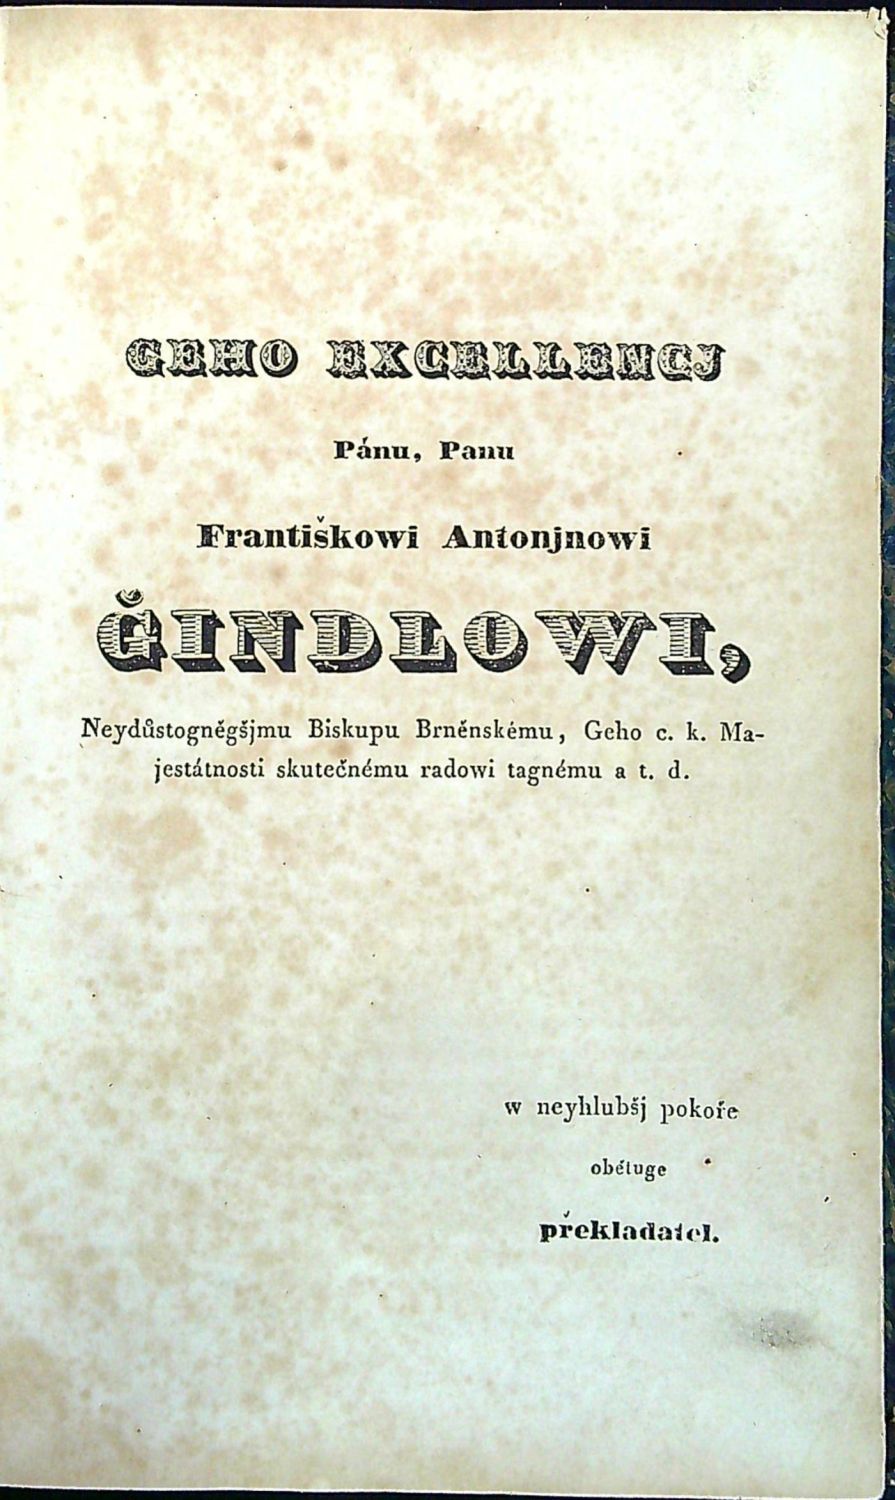 GEHO EXCELLENCJ
Pánu, Panu
Františkowi Antonjnowi
ǦINDLOWI,
Neydůstogněgšjmu Biskupu Brněnskému, Geho c. k. Ma-
jestátnosti skutečnému radowi tagnému a t. d.
w neyhlubšj pokoře
obětuge
překladatel.